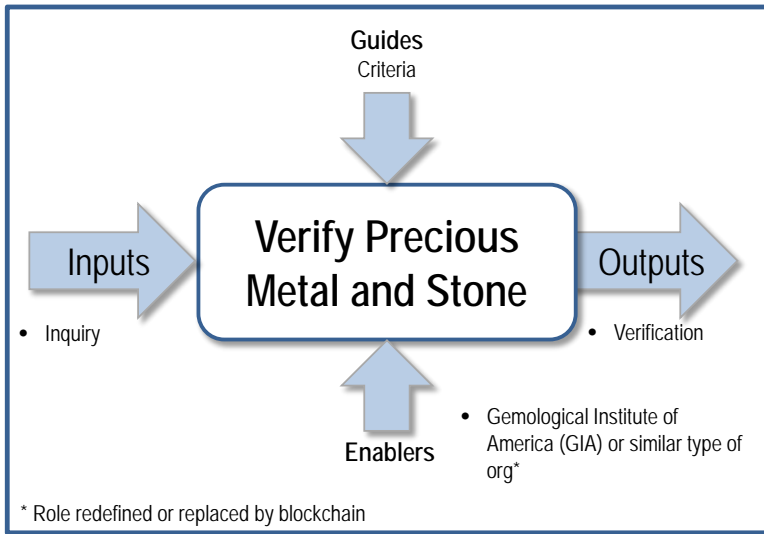 Guides
Criteria
Inputs
Verify Precious
Metal and Stone
Outputs
• Inquiry
• Verification
Enablers
• Gemological Institute of
America (GIA) or similar type of
org*
* Role redefined or replaced by blockchain